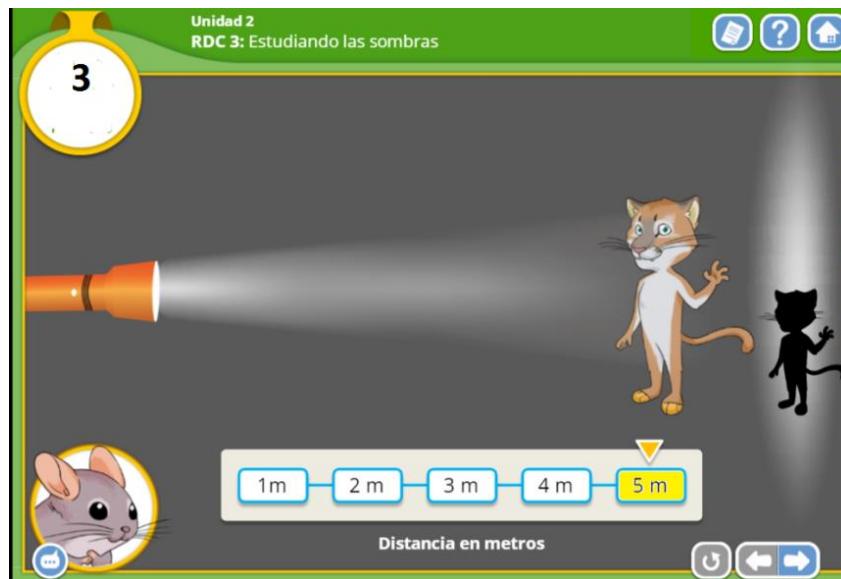 Unidad 2
RDC 3: Estudiando las sombras
?
3
1m
2 m
3 m
4 m
5 m
Distancia en metros